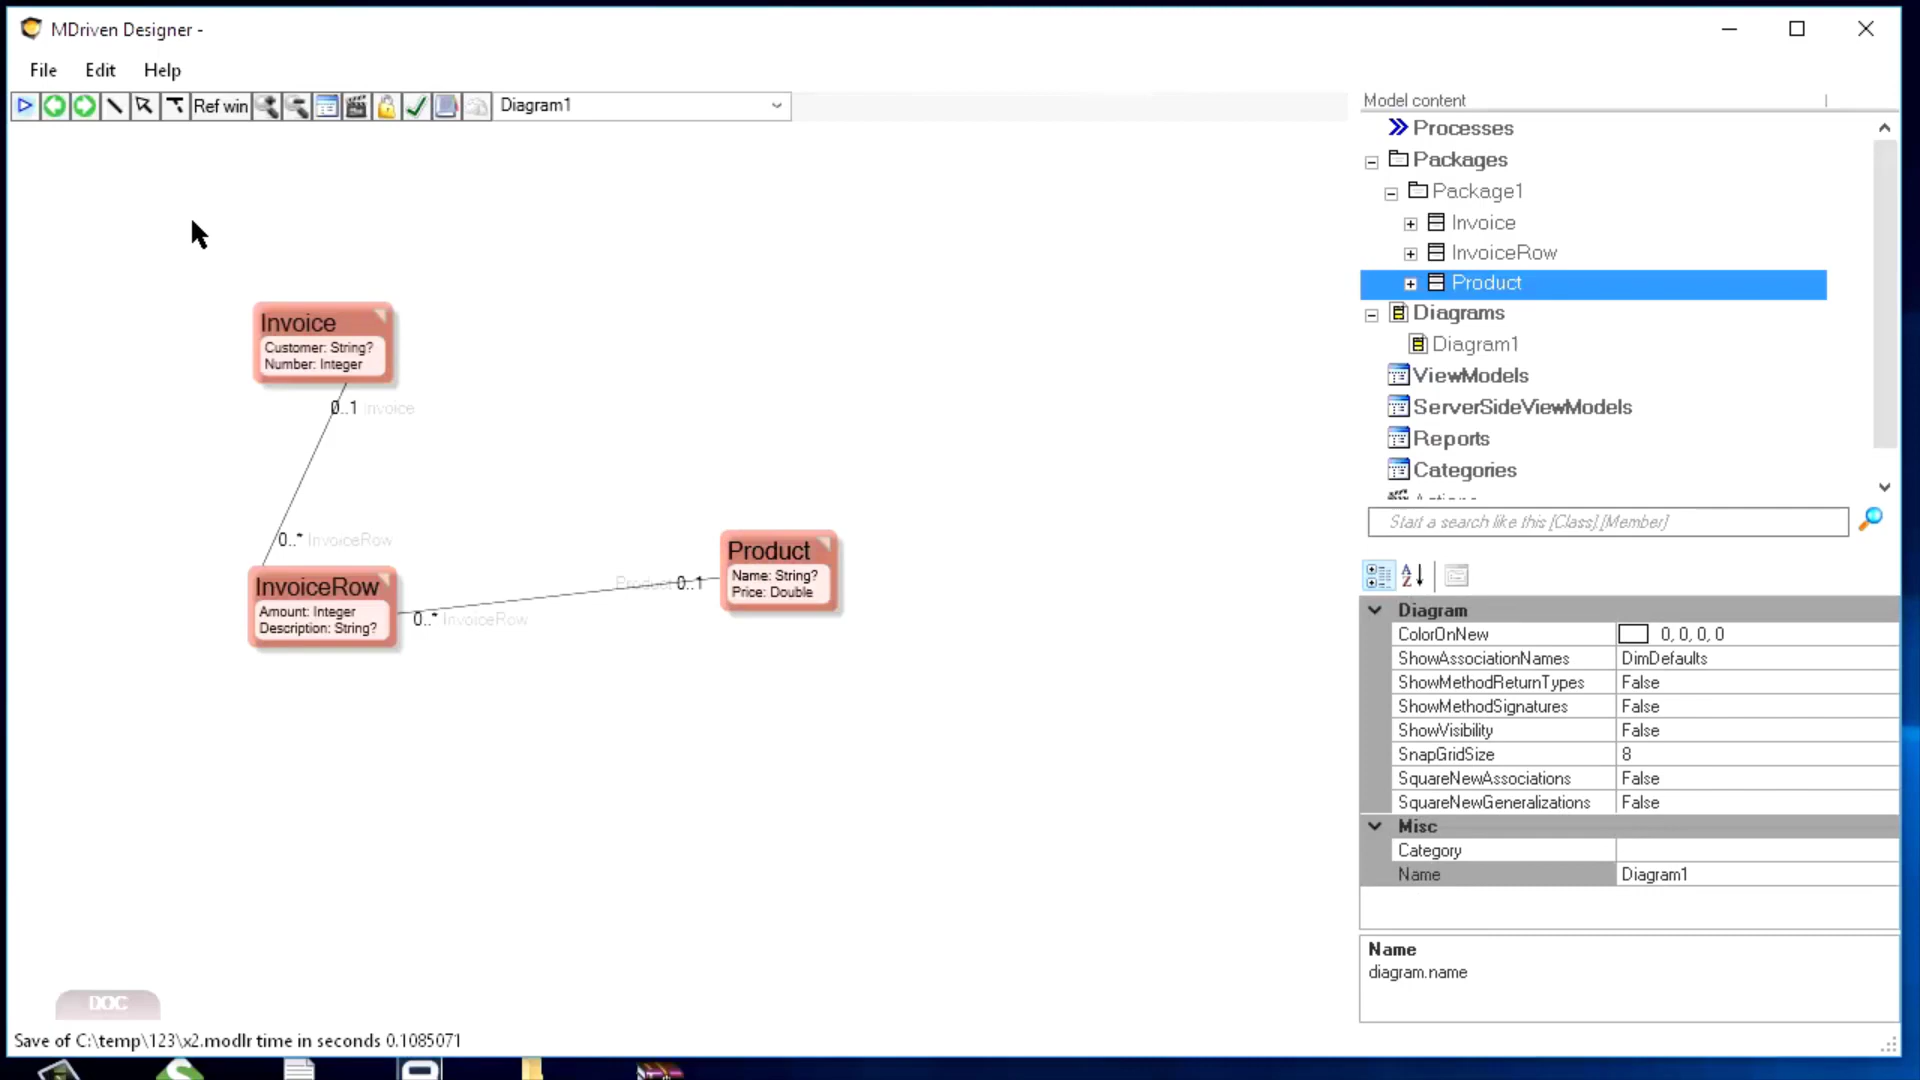 MDriven Designer -
File Edit Help
Ref win Diagram1
Invoice
Customer: String?
Number: Integer
0..1 Invoice
0..* InvoiceRow
InvoiceRow
Amount: Integer
Description: String?
0..* InvoiceRow
Product 0..1
Product
Name: String?
Price: Double
DOC
Save of C:\temp\123\x2.modlr time in seconds 0.1085071
Model content
Processes
Packages
Package1
Invoice
InvoiceRow
Product
Diagrams
Diagram1
ViewModels
ServerSideViewModels
Reports
Categories
Start a search like this [Class].[Member]
Diagram
ColorOnNew 0, 0, 0, 0
ShowAssociationNames DimDefaults
ShowMethodReturnTypes False
ShowMethodSignatures False
ShowVisibility False
SnapGridSize 8
SquareNewAssociations False
SquareNewGeneralizations False
Misc
Category
Name Diagram1
Name
diagram.name